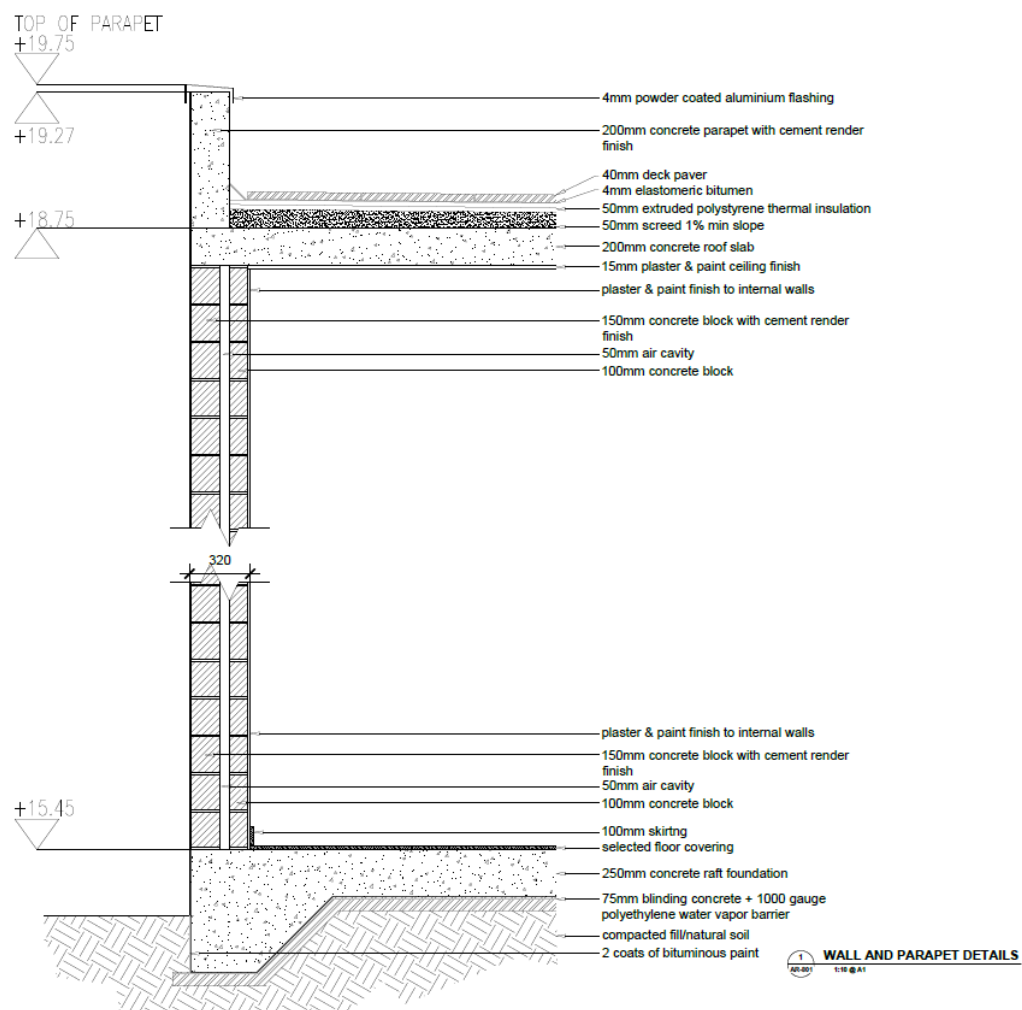 TOP OF PARAPET
+19.75
+19.27
+18.75
4mm powder coated aluminium flashing
200mm concrete parapet with cement render
finish
40mm deck paver
4mm elastomeric bitumen
50mm extruded polystyrene thermal insulation
50mm screed 1% min slope
200mm concrete roof slab
15mm plaster & paint ceiling finish
plaster & paint finish to internal walls
150mm concrete block with cement render
finish
50mm air cavity
100mm concrete block
320
plaster & paint finish to internal walls
150mm concrete block with cement render
finish
50mm air cavity
100mm concrete block
+15.45
100mm skirtng
selected floor covering
250mm concrete raft foundation
75mm blinding concrete + 1000 gauge
polyethylene water vapor barrier
compacted fill/natural soil
2 coats of bituminous paint
1
AR-801
WALL AND PARAPET DETAILS
1:10 @ A1